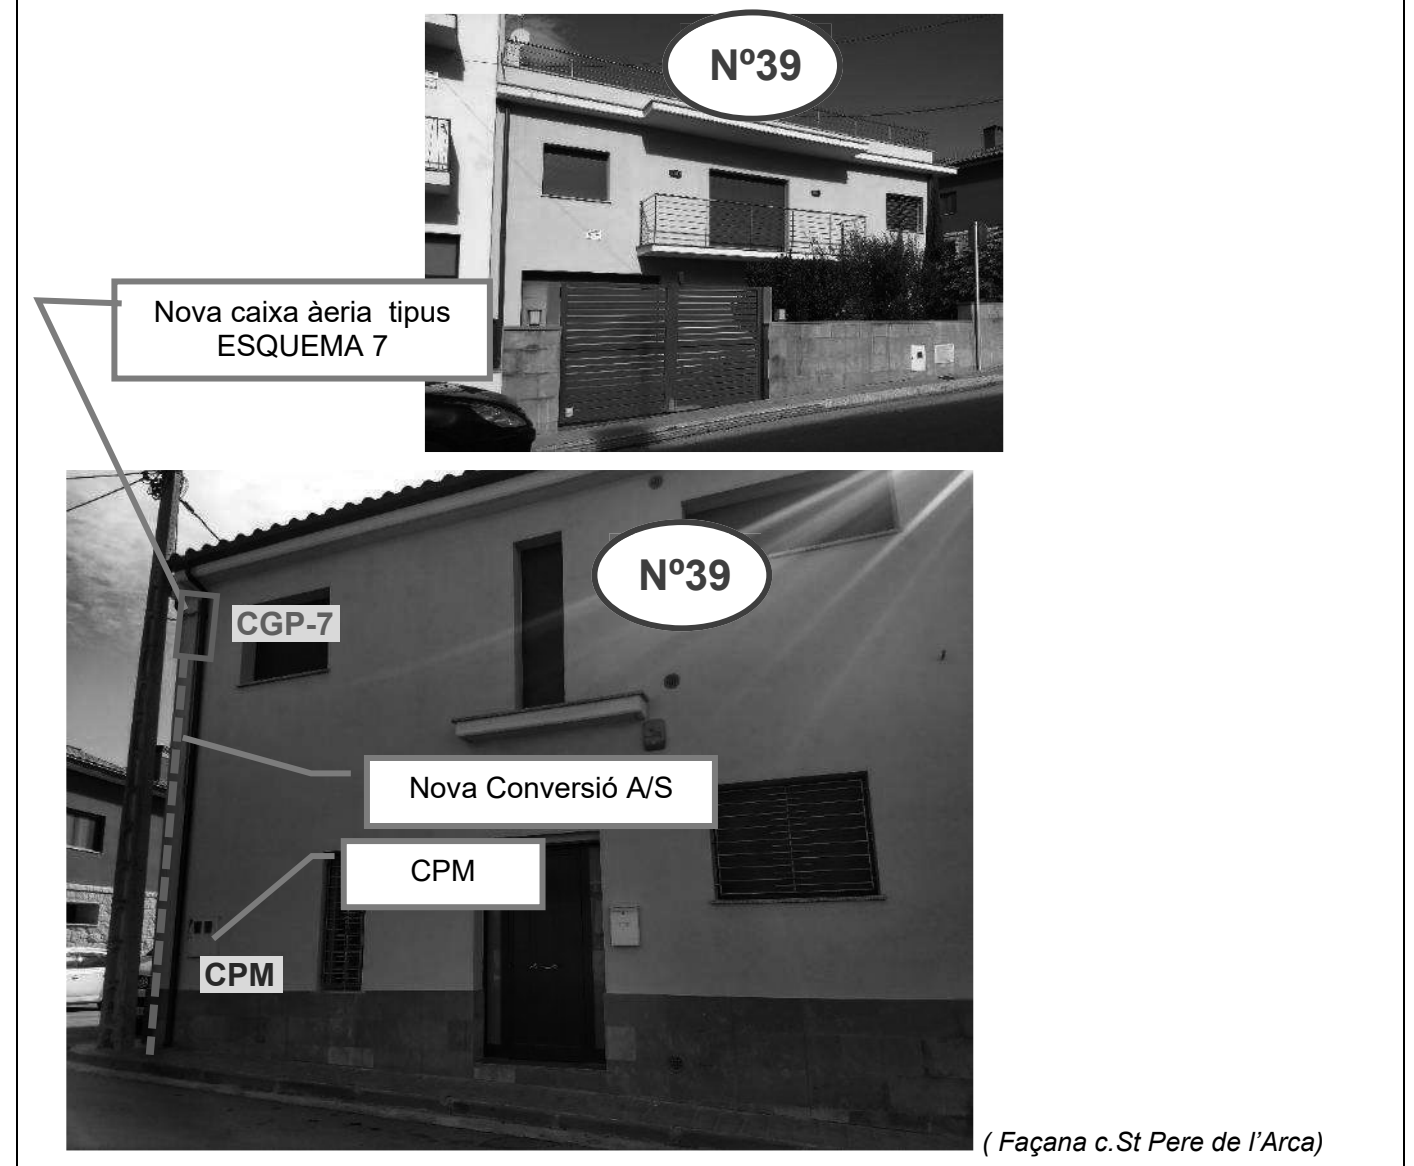 Nº39
Nova caixa àeria  tipus
ESQUEMA 7
Nº39
CGP-7
Nova Conversió A/S
CPM
CPM
( Façana c.St Pere de l’Arca)